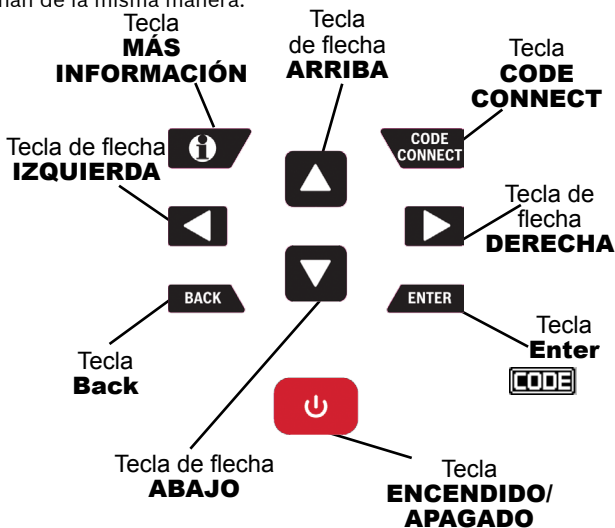 nan de la misma manera.
Tecla
MÁS
INFORMACIÓN
Tecla
de flecha
ARRIBA
Tecla
CODE
CONNECT
CODE
CONNECT
Tecla de flecha
IZQUIERDA
Tecla de
flecha
DERECHA
BACK
ENTER
Tecla
Back
Tecla
Enter
CODE
Tecla de flecha
ABAJO
Tecla
ENCENDIDO/
APAGADO